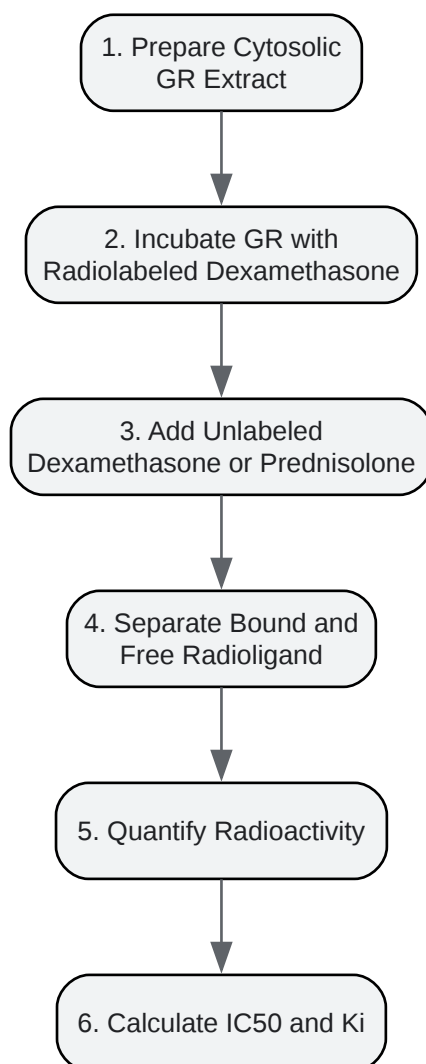 1. Prepare Cytosolic
GR Extract
2. Incubate GR with
Radiolabeled Dexamethasone
3. Add Unlabeled
Dexamethasone or Prednisolone
4. Separate Bound and
Free Radioligand
5. Quantify Radioactivity
6. Calculate IC50 and Ki